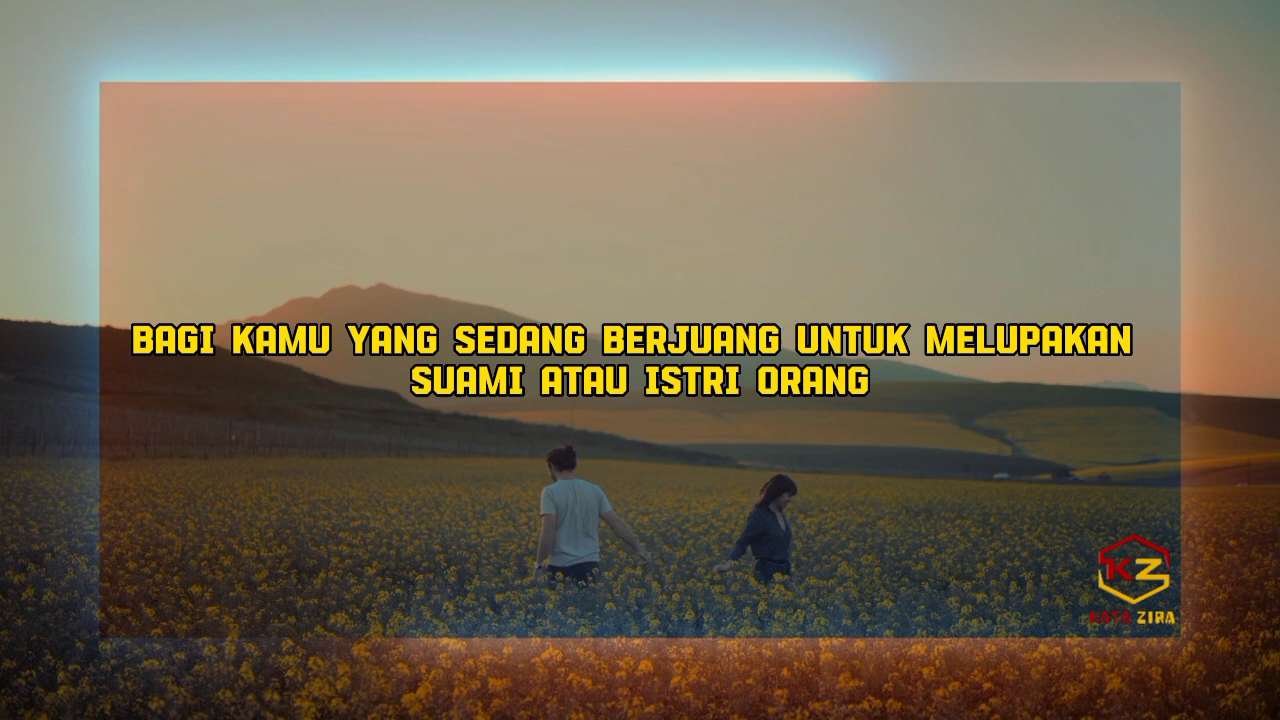 BAGI KAMU YANG SEDANG BERJUANG UNTUK MELUPAKAN
SUAMI ATAU ISTRI ORANG
KZ
KATA ZIRA